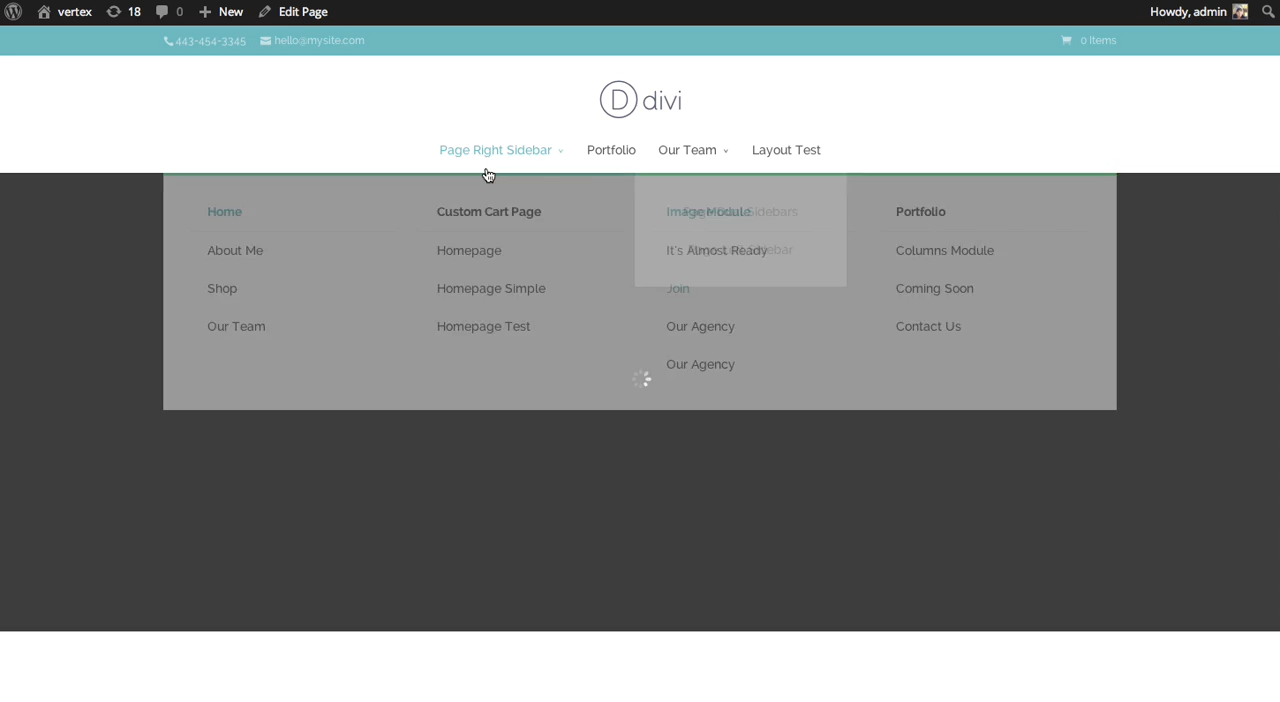 vertex 18 0 New Edit Page Howdy, admin
443-454-3345 hello@mysite.com 0 Items
D divi
Page Right Sidebar Portfolio Our Team Layout Test
Home Custom Cart Page Image Module Sidebars Portfolio
About Me Homepage It's Almost Ready Columns Module
Shop Homepage Simple Join Coming Soon
Our Team Homepage Test Our Agency Contact Us
Our Agency